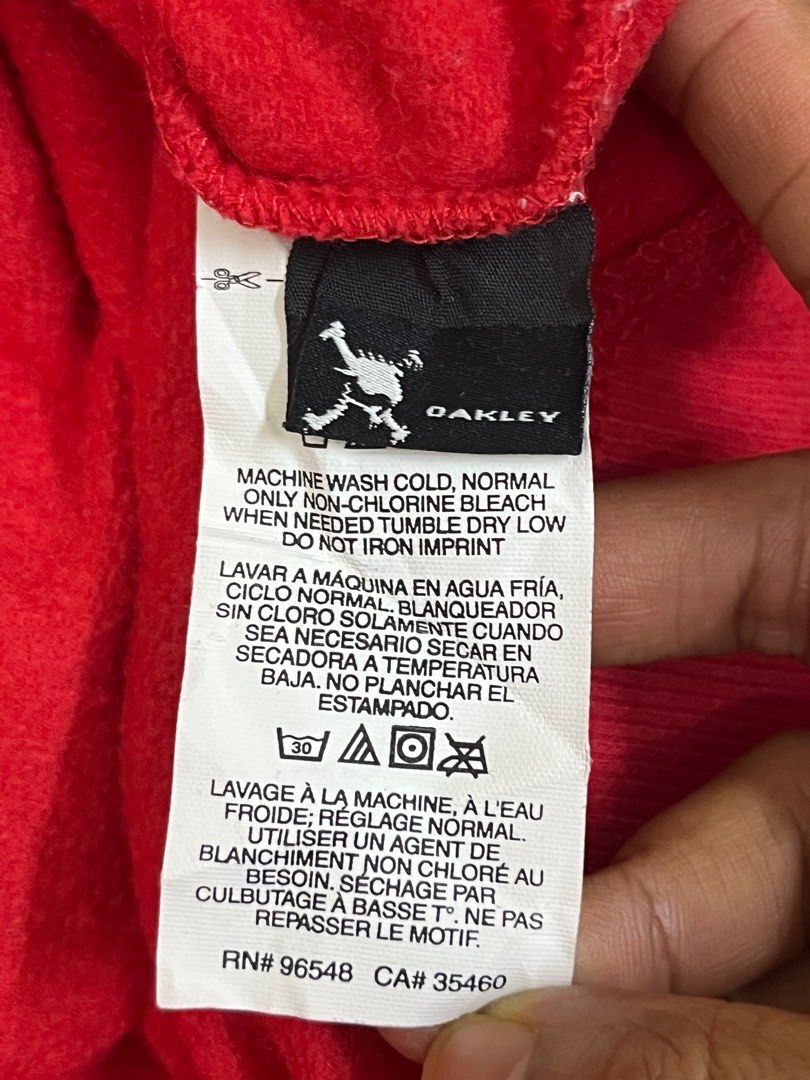 OAKLEY
MACHINE WASH COLD, NORMAL
ONLY NON-CHLORINE BLEACH
WHEN NEEDED TUMBLE DRY LOW
DO NOT IRON IMPRINT
LAVAR A MÁQUINA EN AGUA FRÍA,
CICLO NORMAL. BLANQUEADOR
SIN CLORO SOLAMENTE CUANDO
SEA NECESARIO SECAR EN
SECADORA A TEMPERATURA
BAJA. NO PLANCHAR EL
ESTAMPADO.
30
LAVAGE À LA MACHINE, À L'EAU
FROIDE; RÉGLAGE NORMAL.
UTILISER UN AGENT DE
BLANCHIMENT NON CHLORÉ AU
BESOIN. SÉCHAGE PAR
CULBUTAGE À BASSE T°. NE PAS
REPASSER LE MOTIF.
RN# 96548 CA# 35460